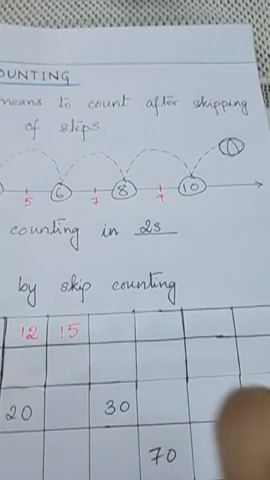 OUNTING
means to count after skipping
of steps.
5 6 7 8 9 10
counting in 2s
by skip counting.
12 15
20 30
70